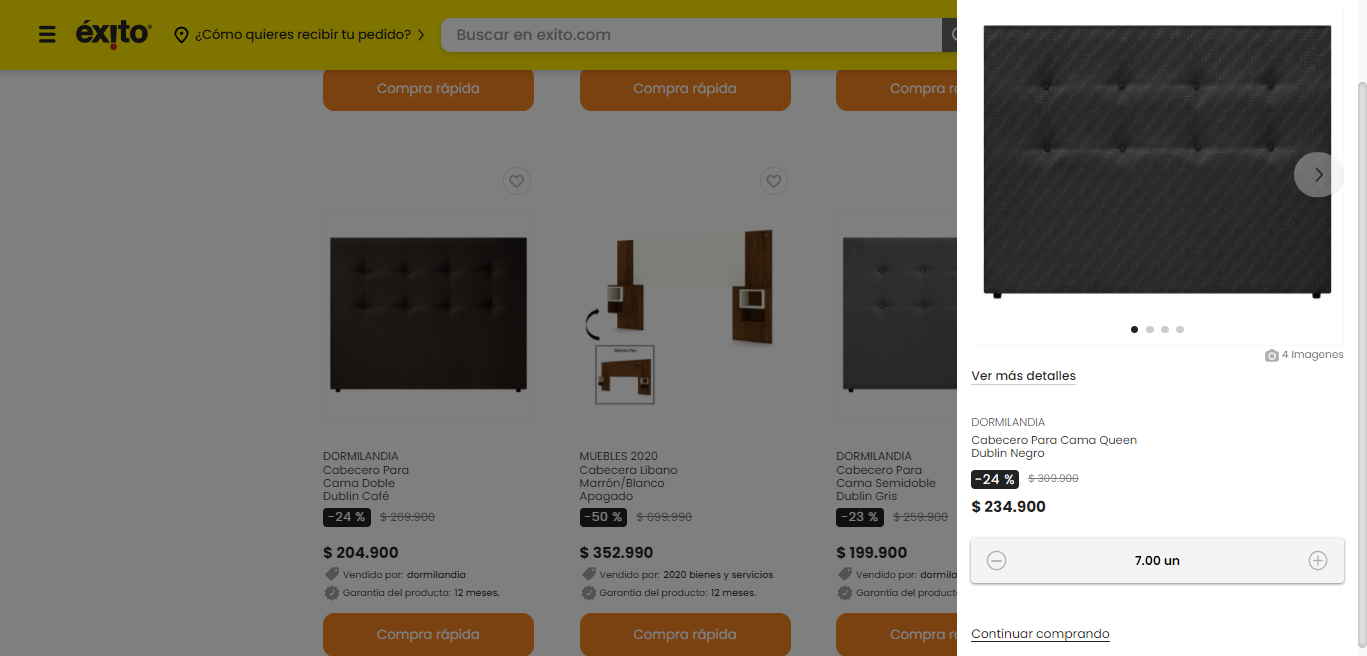 éxito
¿Cómo quieres recibir tu pedido?
Buscar en exito.com
Compra rápida
Compra rápida
Compra
DORMILANDIA
Cabecero Para
Cama Doble
Dublin Café
-24 % $ 269.900
$ 204.900
Vendido por: dormilandia
Garantía del producto: 12 meses.
Compra rápida
MUEBLES 2020
Cabecera Líbano
Marrón/Blanco
Apagado
-50 % $ 699.990
$ 352.990
Vendido por: 2020 bienes y servicios
Garantía del producto: 12 meses.
Compra rápida
DORMILANDIA
Cabecero Para
Cama Semidoble
Dublin Gris
-23 % $ 259.900
$ 199.900
Vendido por:
Garantía del
Compra
4 Imagenes
Ver más detalles
DORMILANDIA
Cabecero Para Cama Queen
Dublin Negro
-24 % $ 309.900
$ 234.900
7.00 un
Continuar comprando